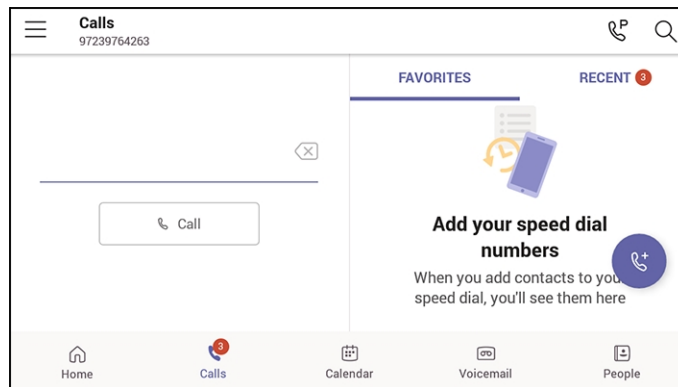 Calls
97239764263
P
FAVORITES
RECENT 3
Call
Add your speed dial
numbers
When you add contacts to
speed dial, you'll see them here
3
Home
Calls
Calendar
Voicemail
People